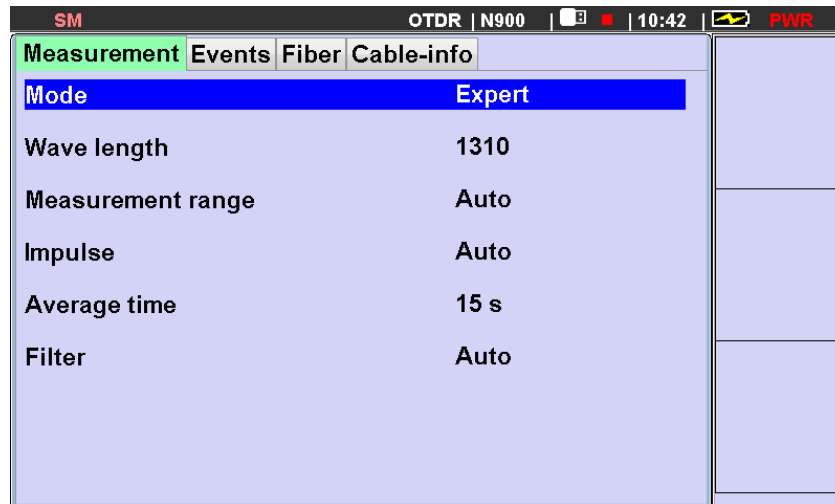 SM OTDR | N900 | | 10:42 | PWR
Measurement Events Fiber Cable-info
Mode Expert
Wave length 1310
Measurement range Auto
Impulse Auto
Average time 15 s
Filter Auto